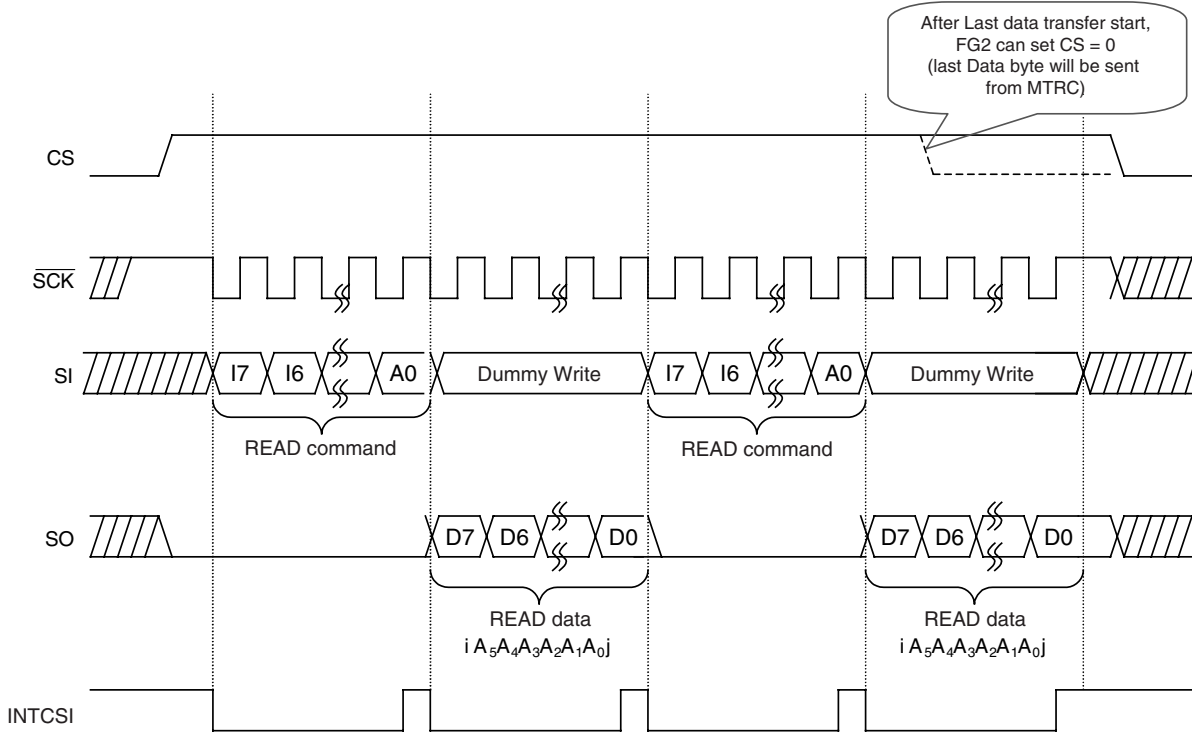 After Last data transfer start,
FG2 can set CS = 0
(last Data byte will be sent
from MTRC)
CS
SCK
SI
I7 I6 A0 Dummy Write I7 I6 A0 Dummy Write
READ command READ command
SO
D7 D6 D0 D7 D6 D0
READ data READ data
i A₅A₄A₃A₂A₁A₀j i A₅A₄A₃A₂A₁A₀j
INTCSI